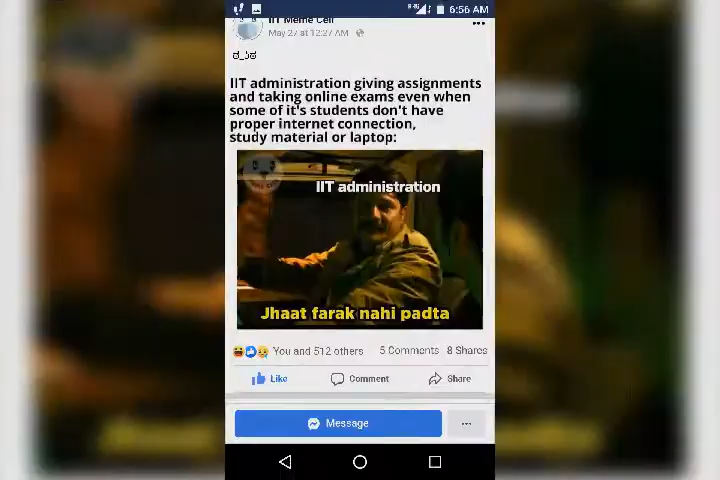 6:56 AM
IIT Meme Cell
May 27 at 12:27 AM
ಠ_ಠ
IIT administration giving assignments
and taking online exams even when
some of it's students don't have
proper internet connection,
study material or laptop:
IIT administration
Jhaat farak nahi padta
You and 512 others 5 Comments 8 Shares
Like Comment Share
Message